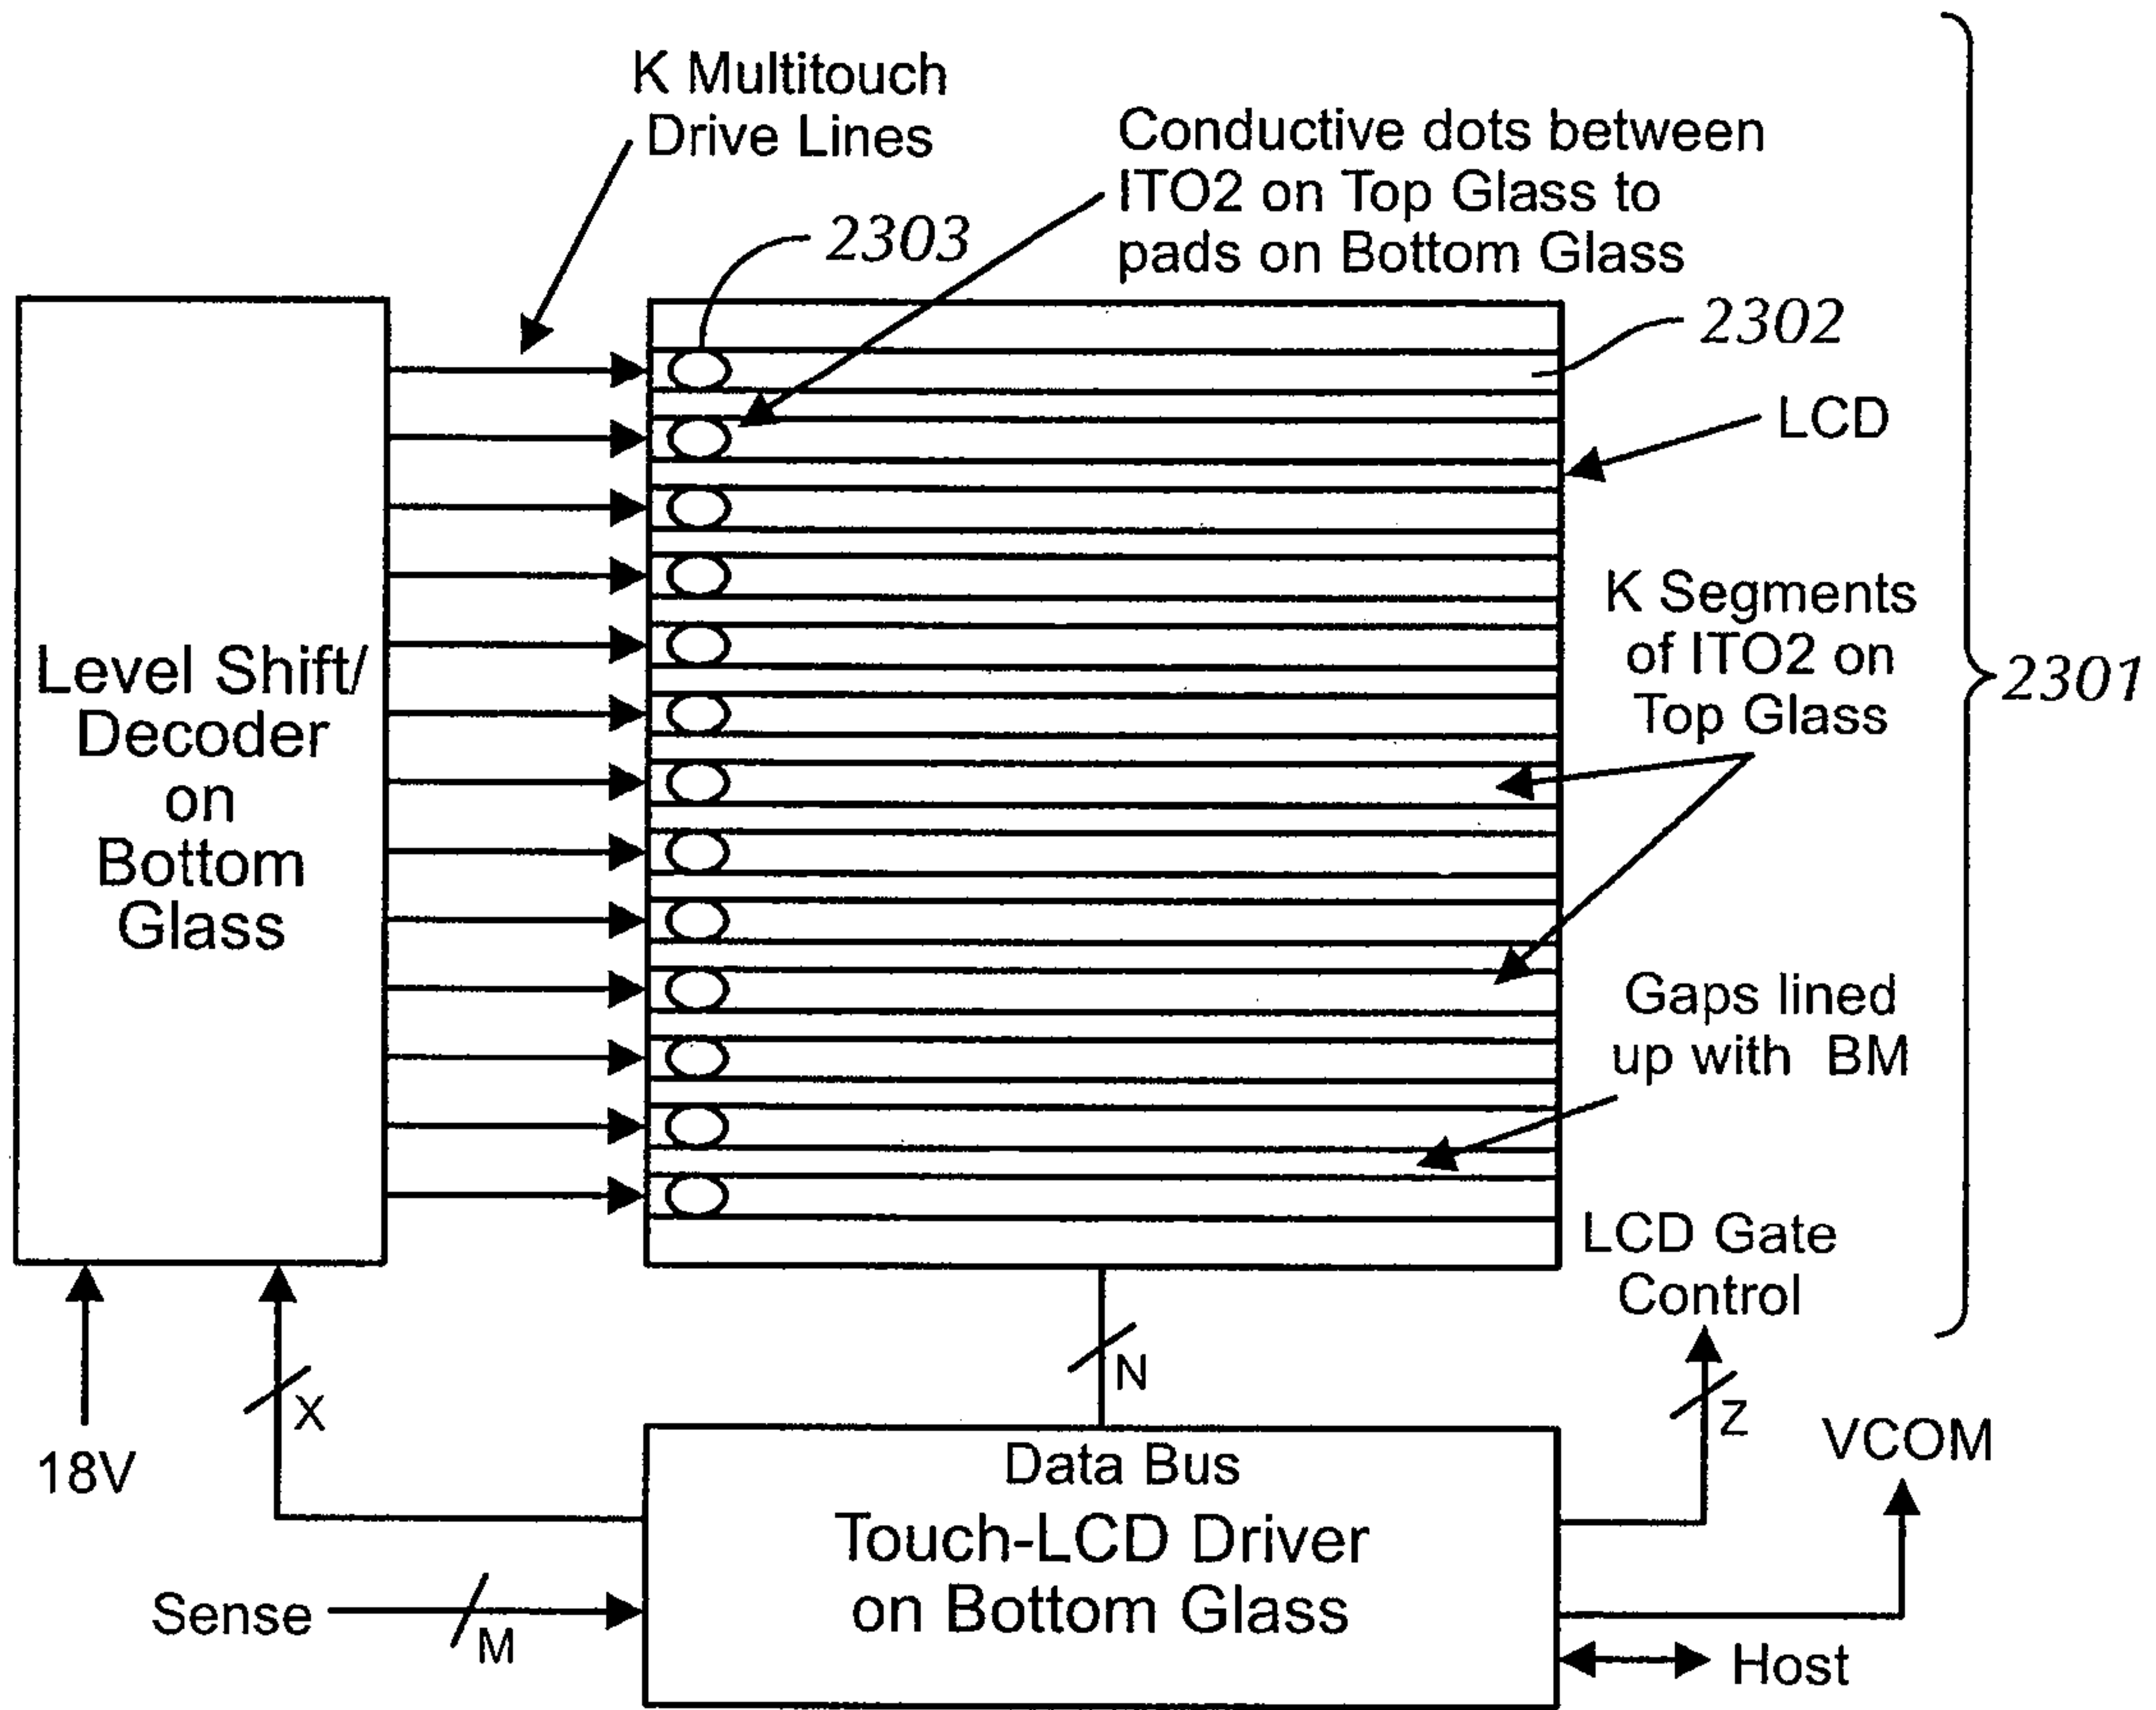 K Multitouch
Drive Lines
Conductive dots between
ITO2 on Top Glass to
pads on Bottom Glass
2303
2302
LCD
K Segments
of ITO2 on
Top Glass
2301
Level Shift/
Decoder
on
Bottom
Glass
Gaps lined
up with BM
LCD Gate
Control
N
X
Z
18V
VCOM
Data Bus
Touch-LCD Driver
on Bottom Glass
Sense
M
Host